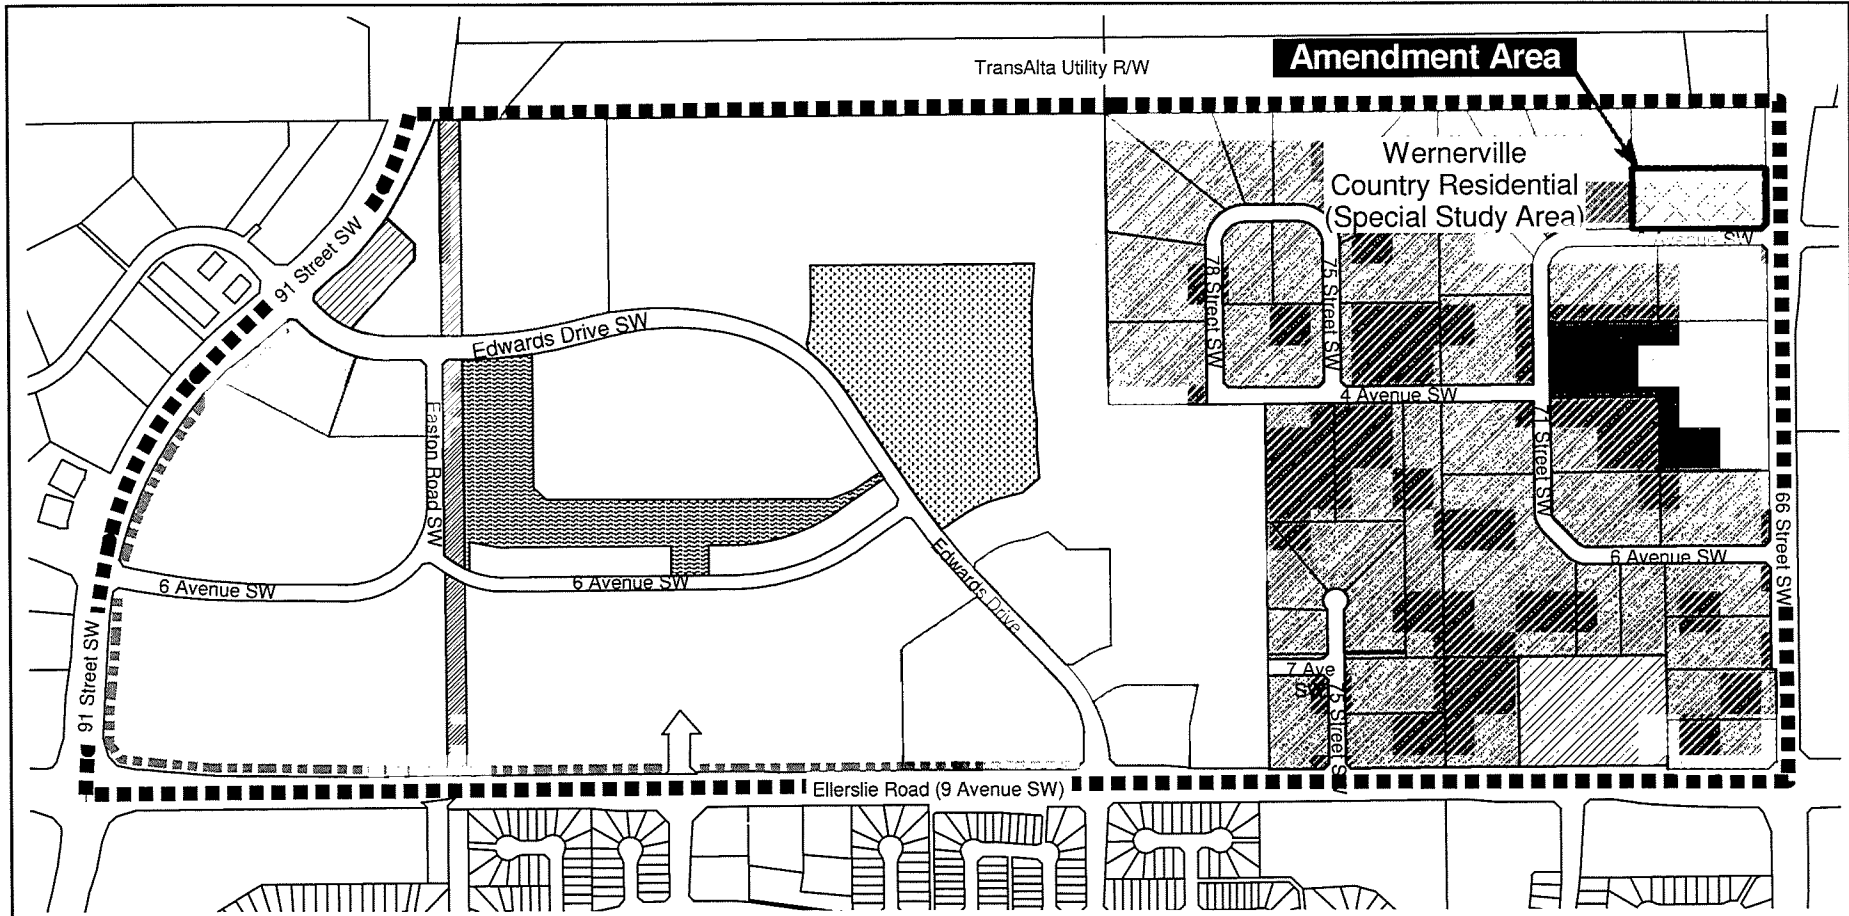 TransAlta Utility R/W
Amendment Area
Wernerville
Country Residential
(Special Study Area)
SW
91 Street SW
Edwards Drive SW
78 Street SW
75 Street SW
4 Avenue SW
Easton Road SW
71 Street SW
66 Street SW
6 Avenue SW
6 Avenue SW
6 Avenue SW
Edwards Drive
91 Street SW
7 Ave
SW
75 Street S
Ellerslie Road (9 Avenue SW)